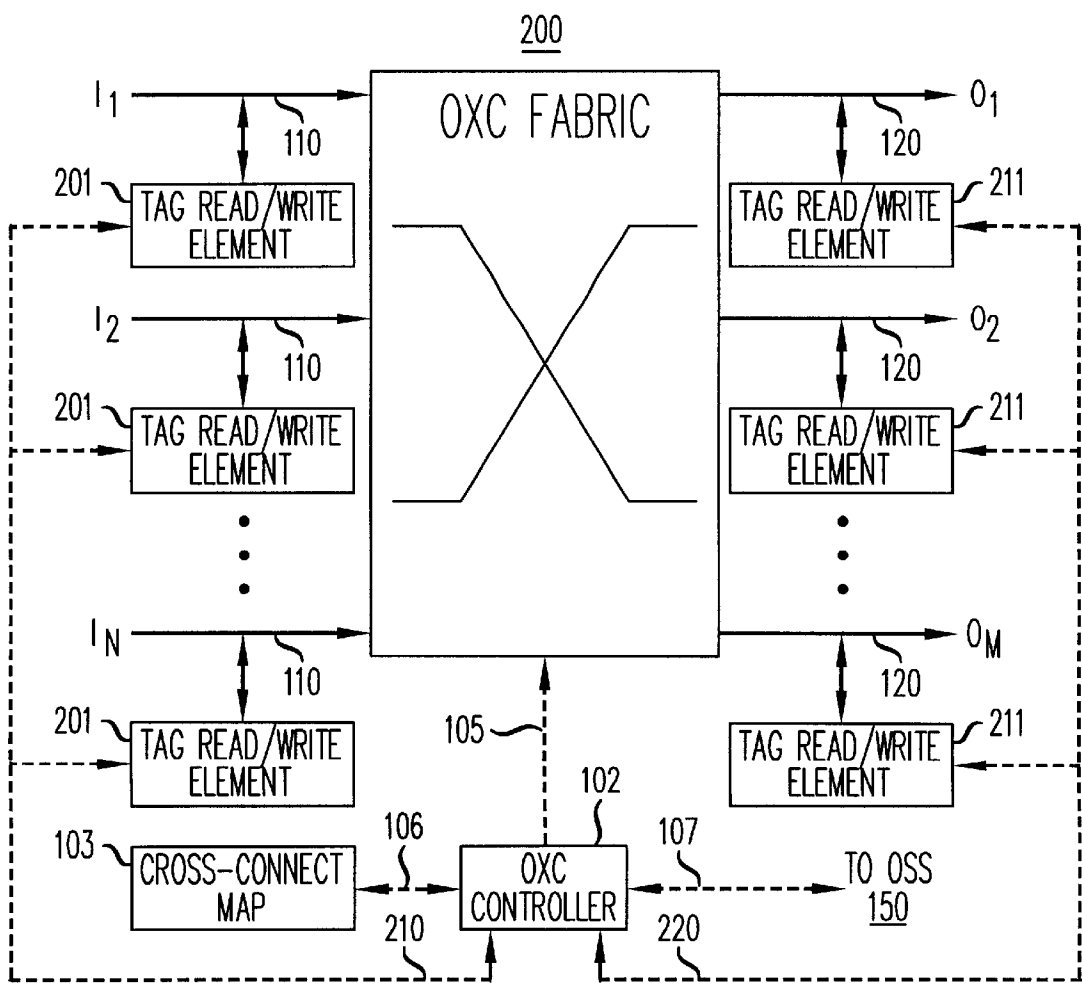 200
I1
110
OXC FABRIC
120
O1
201
TAG READ/WRITE
ELEMENT
211
TAG READ/WRITE
ELEMENT
I2
110
120
O2
201
TAG READ/WRITE
ELEMENT
211
TAG READ/WRITE
ELEMENT
IN
110
120
OM
201
TAG READ/WRITE
ELEMENT
105
211
TAG READ/WRITE
ELEMENT
103
CROSS-CONNECT
MAP
106
102
OXC
CONTROLLER
107
TO OSS
150
210
220